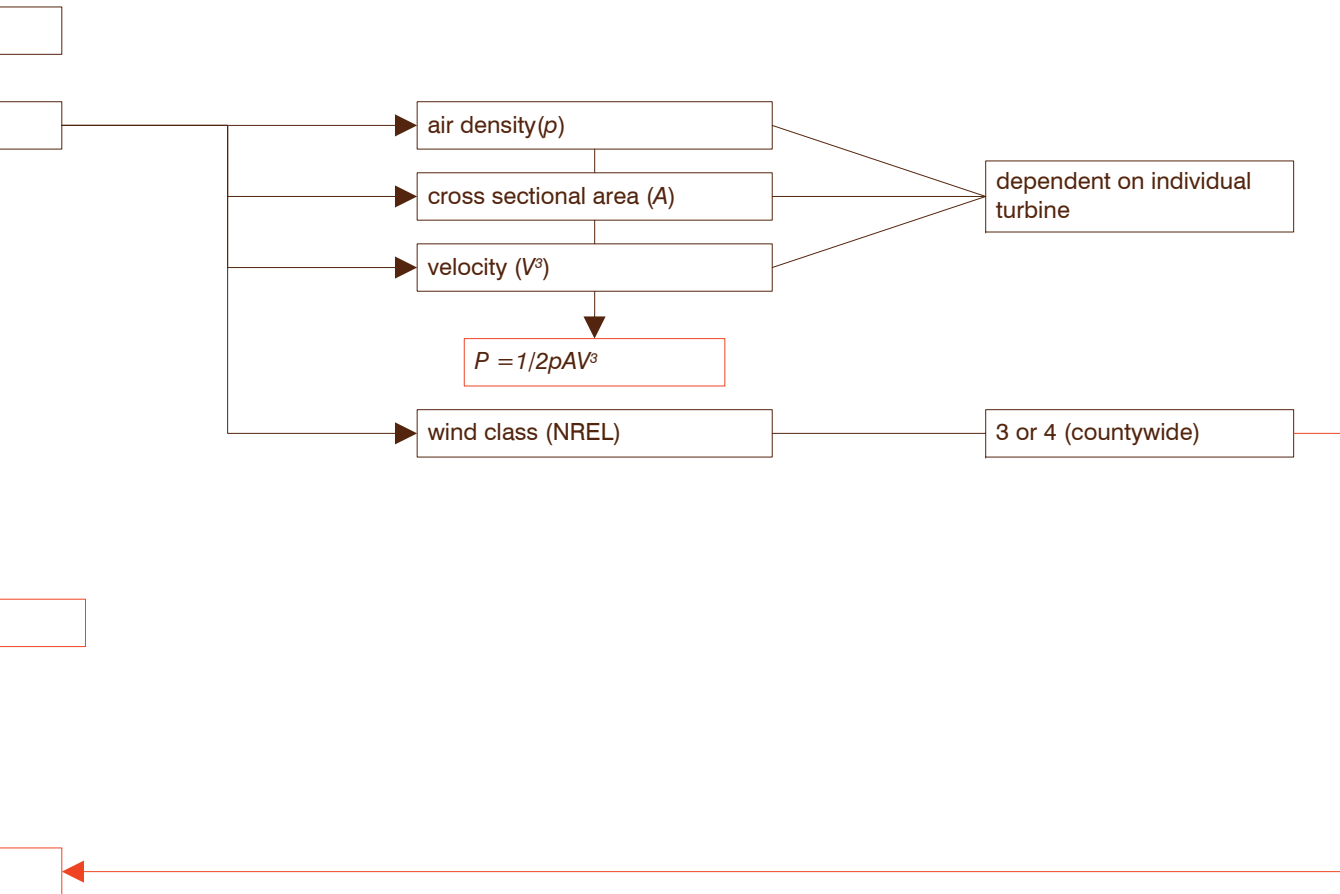 air density(p)
cross sectional area (A)
dependent on individual
turbine
velocity (V³)
P =1/2pAV³
wind class (NREL)
3 or 4 (countywide)